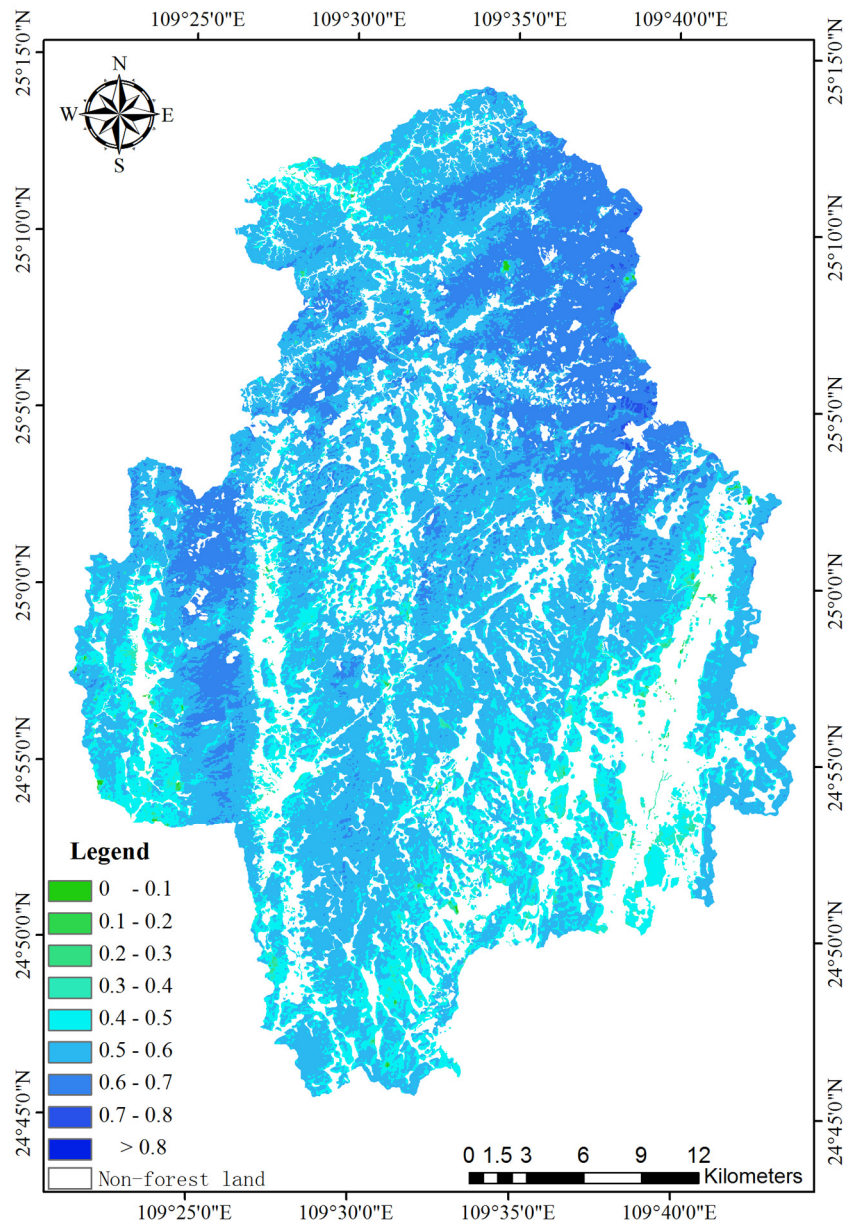 109°25'0"E 109°30'0"E 109°35'0"E 109°40'0"E
25°15'0"N 25°15'0"N
N
W E
S
25°10'0"N 25°10'0"N
25°5'0"N 25°5'0"N
25°0'0"N 25°0'0"N
24°55'0"N 24°55'0"N
Legend
0 - 0.1
0.1 - 0.2
24°50'0"N 24°50'0"N
0.2 - 0.3
0.3 - 0.4
0.4 - 0.5
0.5 - 0.6
0.6 - 0.7
24°45'0"N 24°45'0"N
0.7 - 0.8
> 0.8
Non-forest land
0 1.5 3 6 9 12
Kilometers
109°25'0"E 109°30'0"E 109°35'0"E 109°40'0"E